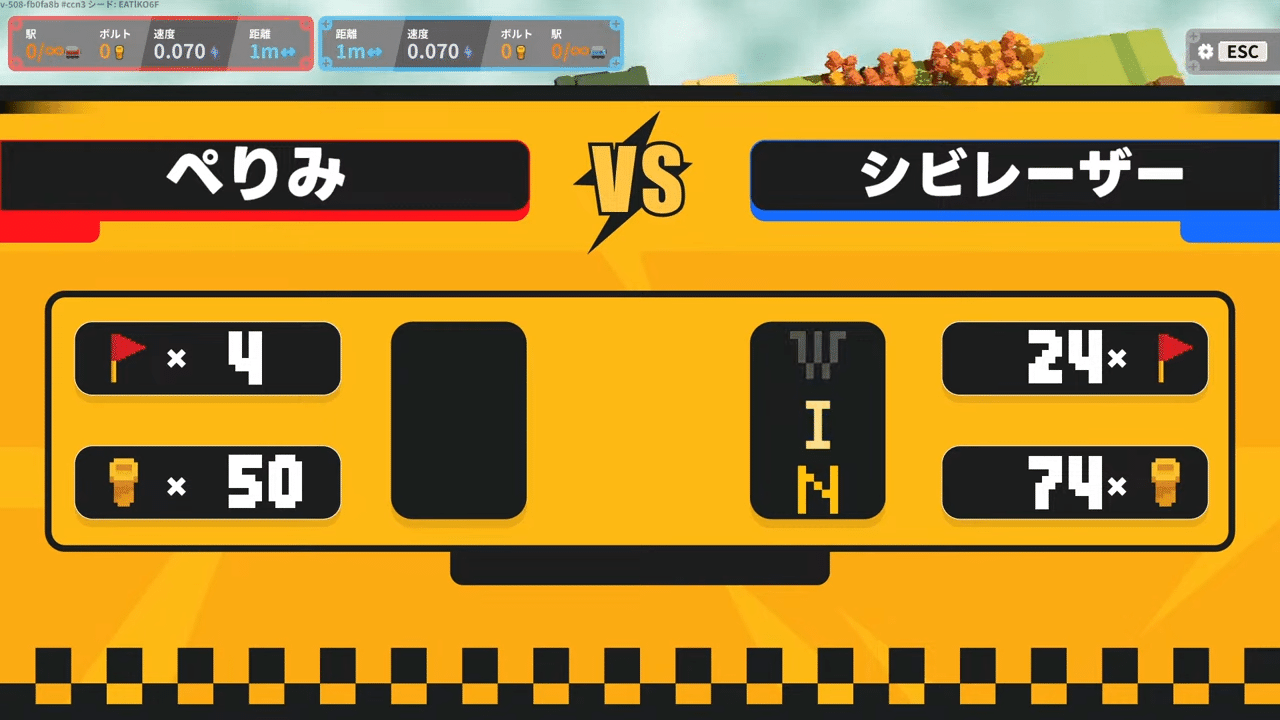 v-508-fb0fa8b #ccn3 シード: EATlKO6F
駅 ボルト 速度 距離
0/∞ 0 0.070 1m
距離 速度 ボルト 駅
1m 0.070 0 0/∞
ESC
ぺりみ
VS
シビレーザー
× 4
× 50
WIN
24×
74×